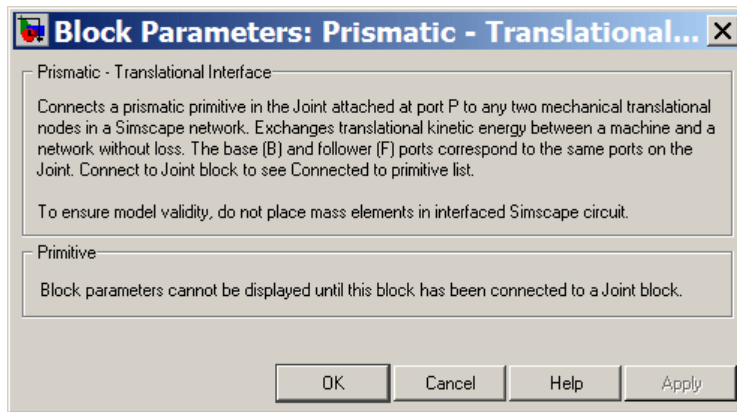 Block Parameters: Prismatic - Translational...
Prismatic - Translational Interface
Connects a prismatic primitive in the Joint attached at port P to any two mechanical translational
nodes in a Simscape network. Exchanges translational kinetic energy between a machine and a
network without loss. The base (B) and follower (F) ports correspond to the same ports on the
Joint. Connect to Joint block to see Connected to primitive list.
To ensure model validity, do not place mass elements in interfaced Simscape circuit.
Primitive
Block parameters cannot be displayed until this block has been connected to a Joint block.
OK Cancel Help Apply